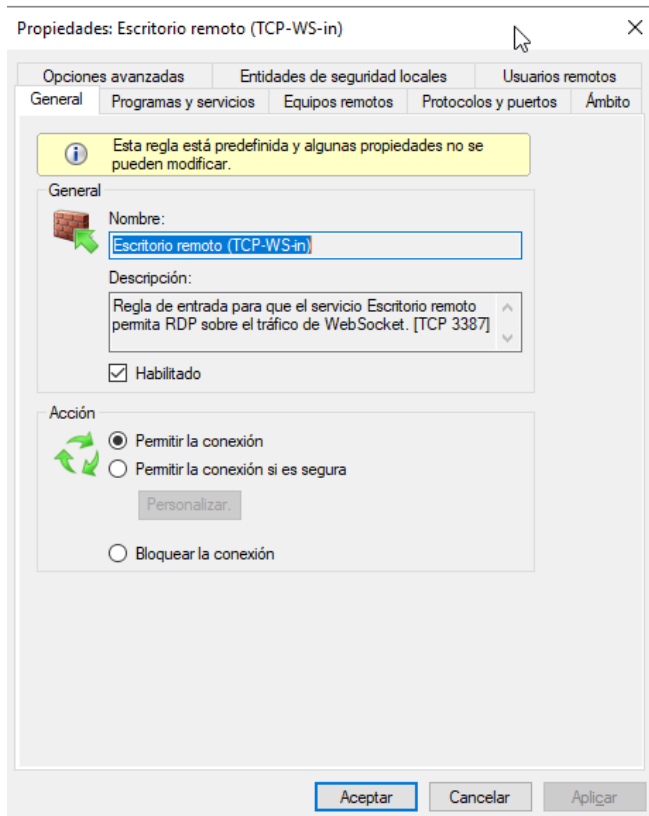 Propiedades: Escritorio remoto (TCP-WS-in)
Opciones avanzadas
Entidades de seguridad locales
Usuarios remotos
General
Programas y servicios
Equipos remotos
Protocolos y puertos
Ámbito
Esta regla está predefinida y algunas propiedades no se
pueden modificar.
General
Nombre:
Escritorio remoto (TCP-WS-in)
Descripción:
Regla de entrada para que el servicio Escritorio remoto
permita RDP sobre el tráfico de WebSocket. [TCP 3387]
Habilitado
Acción
Permitir la conexión
Permitir la conexión si es segura
Personalizar.
Bloquear la conexión
Aceptar
Cancelar
Aplicar